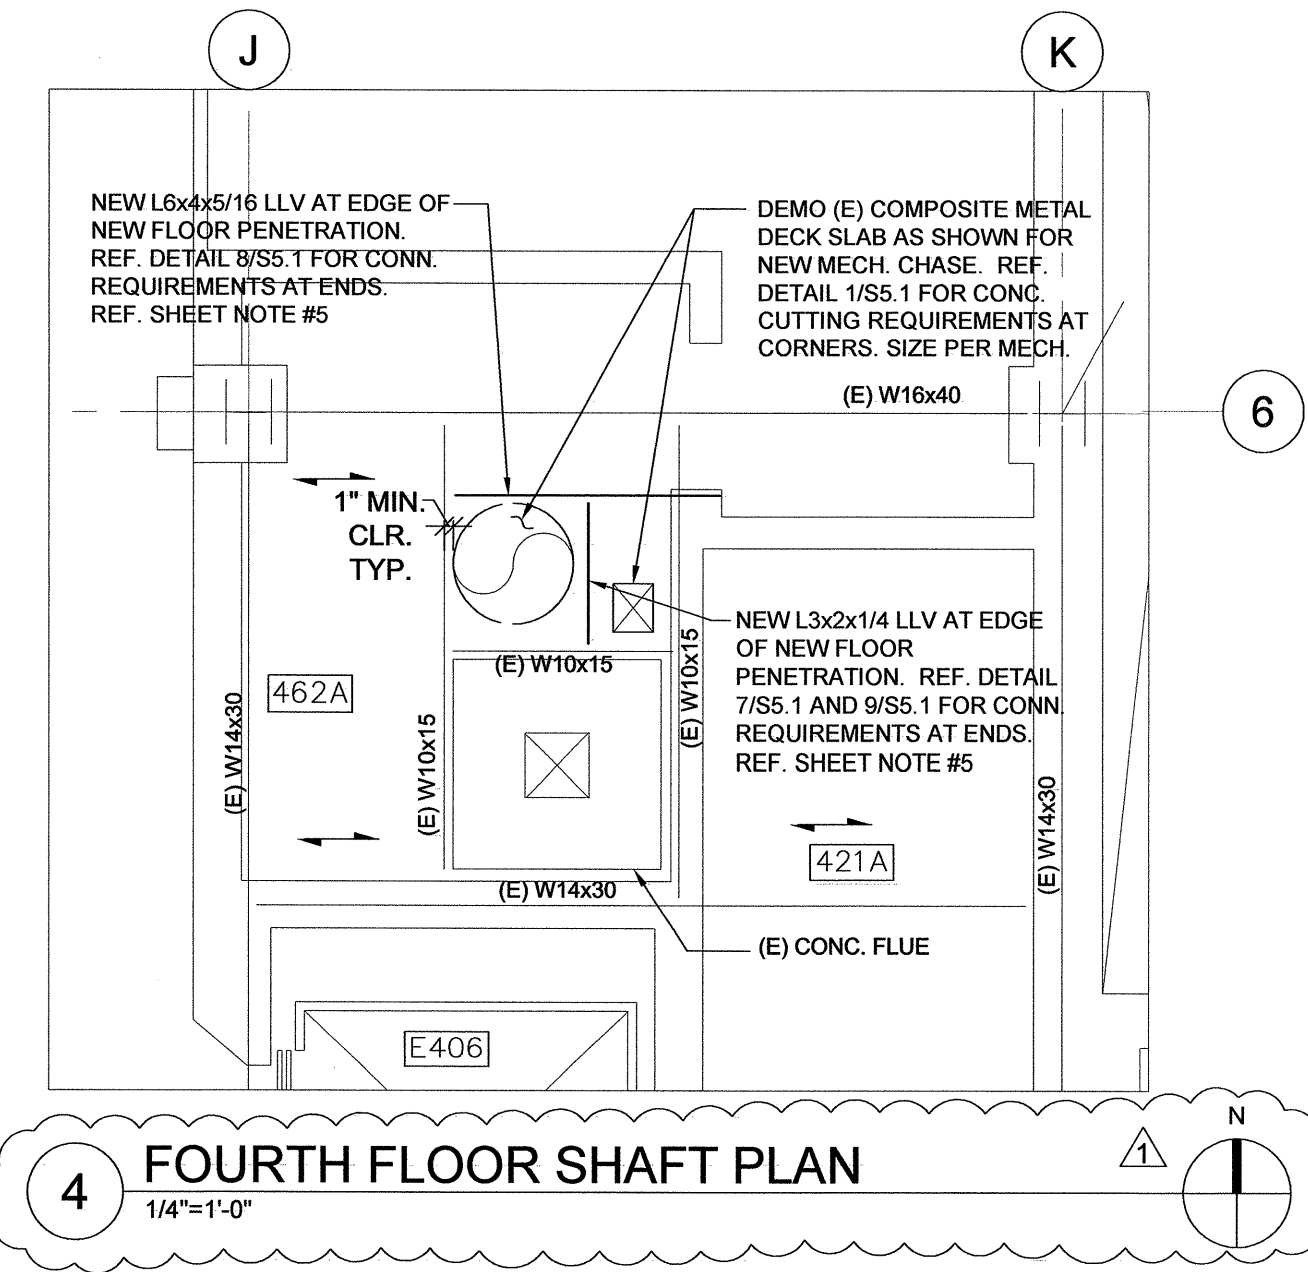 J
K
NEW L6x4x5/16 LLV AT EDGE OF
NEW FLOOR PENETRATION.
REF. DETAIL 8/S5.1 FOR CONN.
REQUIREMENTS AT ENDS.
REF. SHEET NOTE #5
DEMO (E) COMPOSITE METAL
DECK SLAB AS SHOWN FOR
NEW MECH. CHASE. REF.
DETAIL 1/S5.1 FOR CONC.
CUTTING REQUIREMENTS AT
CORNERS. SIZE PER MECH.
(E) W16x40
6
1" MIN.
CLR.
TYP.
NEW L3x2x1/4 LLV AT EDGE
OF NEW FLOOR
PENETRATION. REF. DETAIL
7/S5.1 AND 9/S5.1 FOR CONN.
REQUIREMENTS AT ENDS.
REF. SHEET NOTE #5
(E) W10x15
(E) W10x15
462A
(E) W14x30
(E) W10x15
(E) W14x30
421A
(E) W14x30
(E) CONC. FLUE
E406
4
FOURTH FLOOR SHAFT PLAN
1/4"=1'-0"
1
N